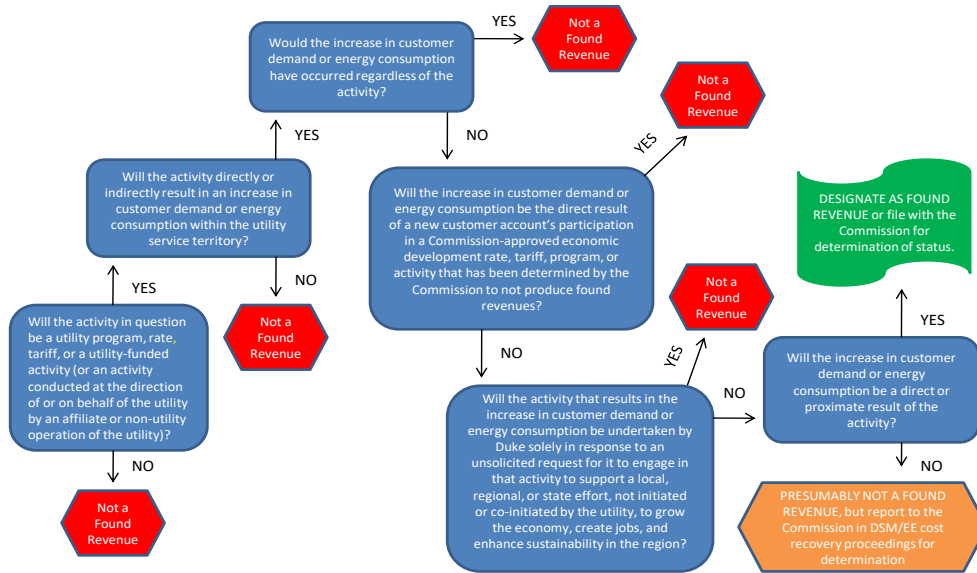 Would the increase in customer
demand or energy consumption
have occurred regardless of the
activity?
YES
Not a
Found
Revenue
NO
YES
Will the activity directly or
indirectly result in an increase in
customer demand or energy
consumption within the utility
service territory?
YES
NO
Not a
Found
Revenue
Will the activity in question
be a utility program, rate,
tariff, or a utility-funded
activity (or an activity
conducted at the direction
of or on behalf of the utility
by an affiliate or non-utility
operation of the utility)?
NO
Not a
Found
Revenue
Will the increase in customer demand or
energy consumption be the direct result
of a new customer account's participation
in a Commission-approved economic
development rate, tariff, program, or
activity that has been determined by the
Commission to not produce found
revenues?
YES
Not a
Found
Revenue
NO
Will the activity that results in the
increase in customer demand or
energy consumption be undertaken by
Duke solely in response to an
unsolicited request for it to engage in
that activity to support a local,
regional, or state effort, not initiated
or co-initiated by the utility, to
grow the economy, create jobs, and
enhance sustainability in the region?
YES
Not a
Found
Revenue
NO
Will the increase in customer
demand or energy
consumption be a direct or
proximate result of the
activity?
YES
DESIGNATE AS FOUND
REVENUE or file with the
Commission for
determination of status.
NO
PRESUMABLY NOT A FOUND
REVENUE, but report to the
Commission in DSM/EE cost
recovery proceedings for
determination